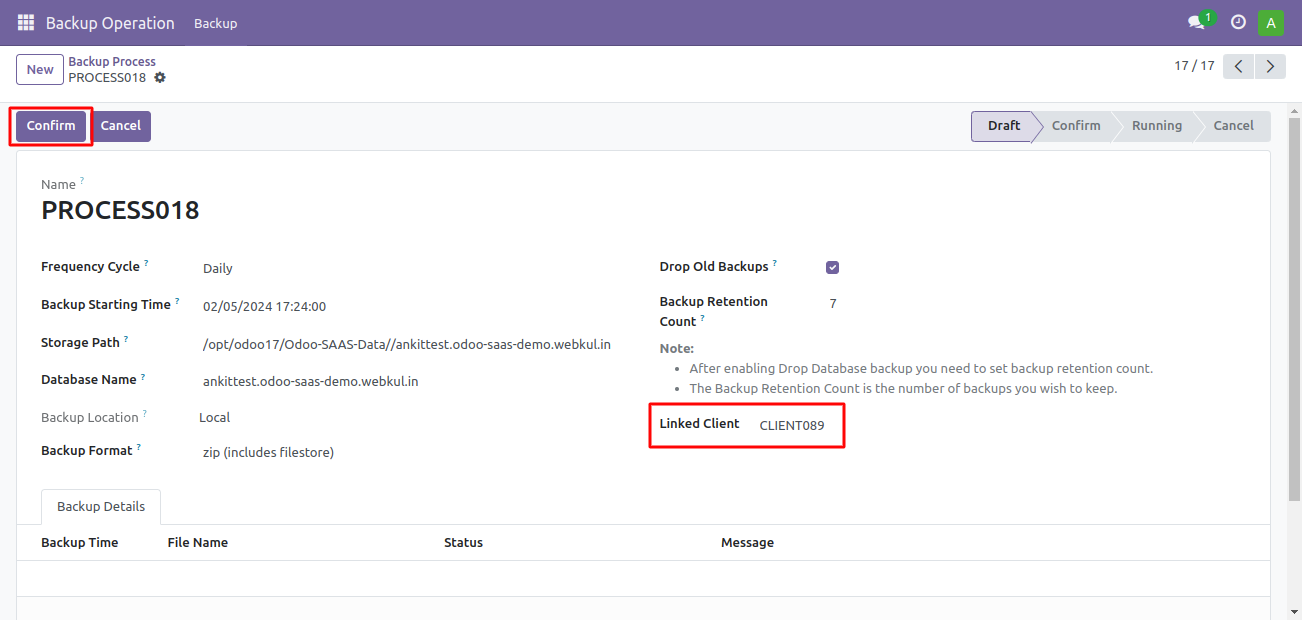 Backup Operation Backup 1 A
New Backup Process
PROCESS018
17 / 17
Confirm Cancel Draft Confirm Running Cancel
Name ?
PROCESS018
Frequency Cycle ? Daily
Backup Starting Time ? 02/05/2024 17:24:00
Storage Path ? /opt/odoo17/Odoo-SAAS-Data//ankittest.odoo-saas-demo.webkul.in
Database Name ? ankittest.odoo-saas-demo.webkul.in
Backup Location ? Local
Backup Format ? zip (includes filestore)
Drop Old Backups ?
Backup Retention
Count ? 7
Note:
• After enabling Drop Database backup you need to set backup retention count.
• The Backup Retention Count is the number of backups you wish to keep.
Linked Client CLIENT089
Backup Details
Backup Time File Name Status Message